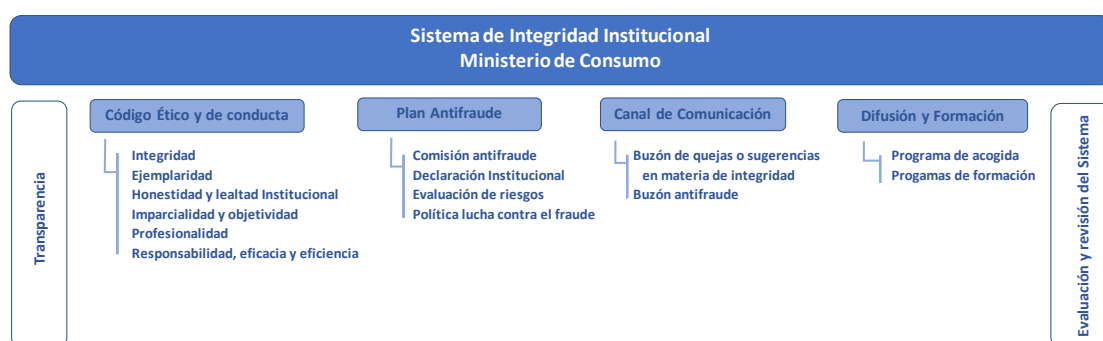 Sistema de Integridad Institucional
Ministerio de Consumo
Transparencia
Código Ético y de conducta
Integridad
Ejemplaridad
Honestidad y lealtad Institucional
Imparcialidad y objetividad
Profesionalidad
Responsabilidad, eficacia y eficiencia
Plan Antifraude
Comisión antifraude
Declaración Institucional
Evaluación de riesgos
Política lucha contra el fraude
Canal de Comunicación
Buzón de quejas o sugerencias
en materia de integridad
Buzón antifraude
Difusión y Formación
Programa de acogida
Progamas de formación
Evaluación y revisión del Sistema